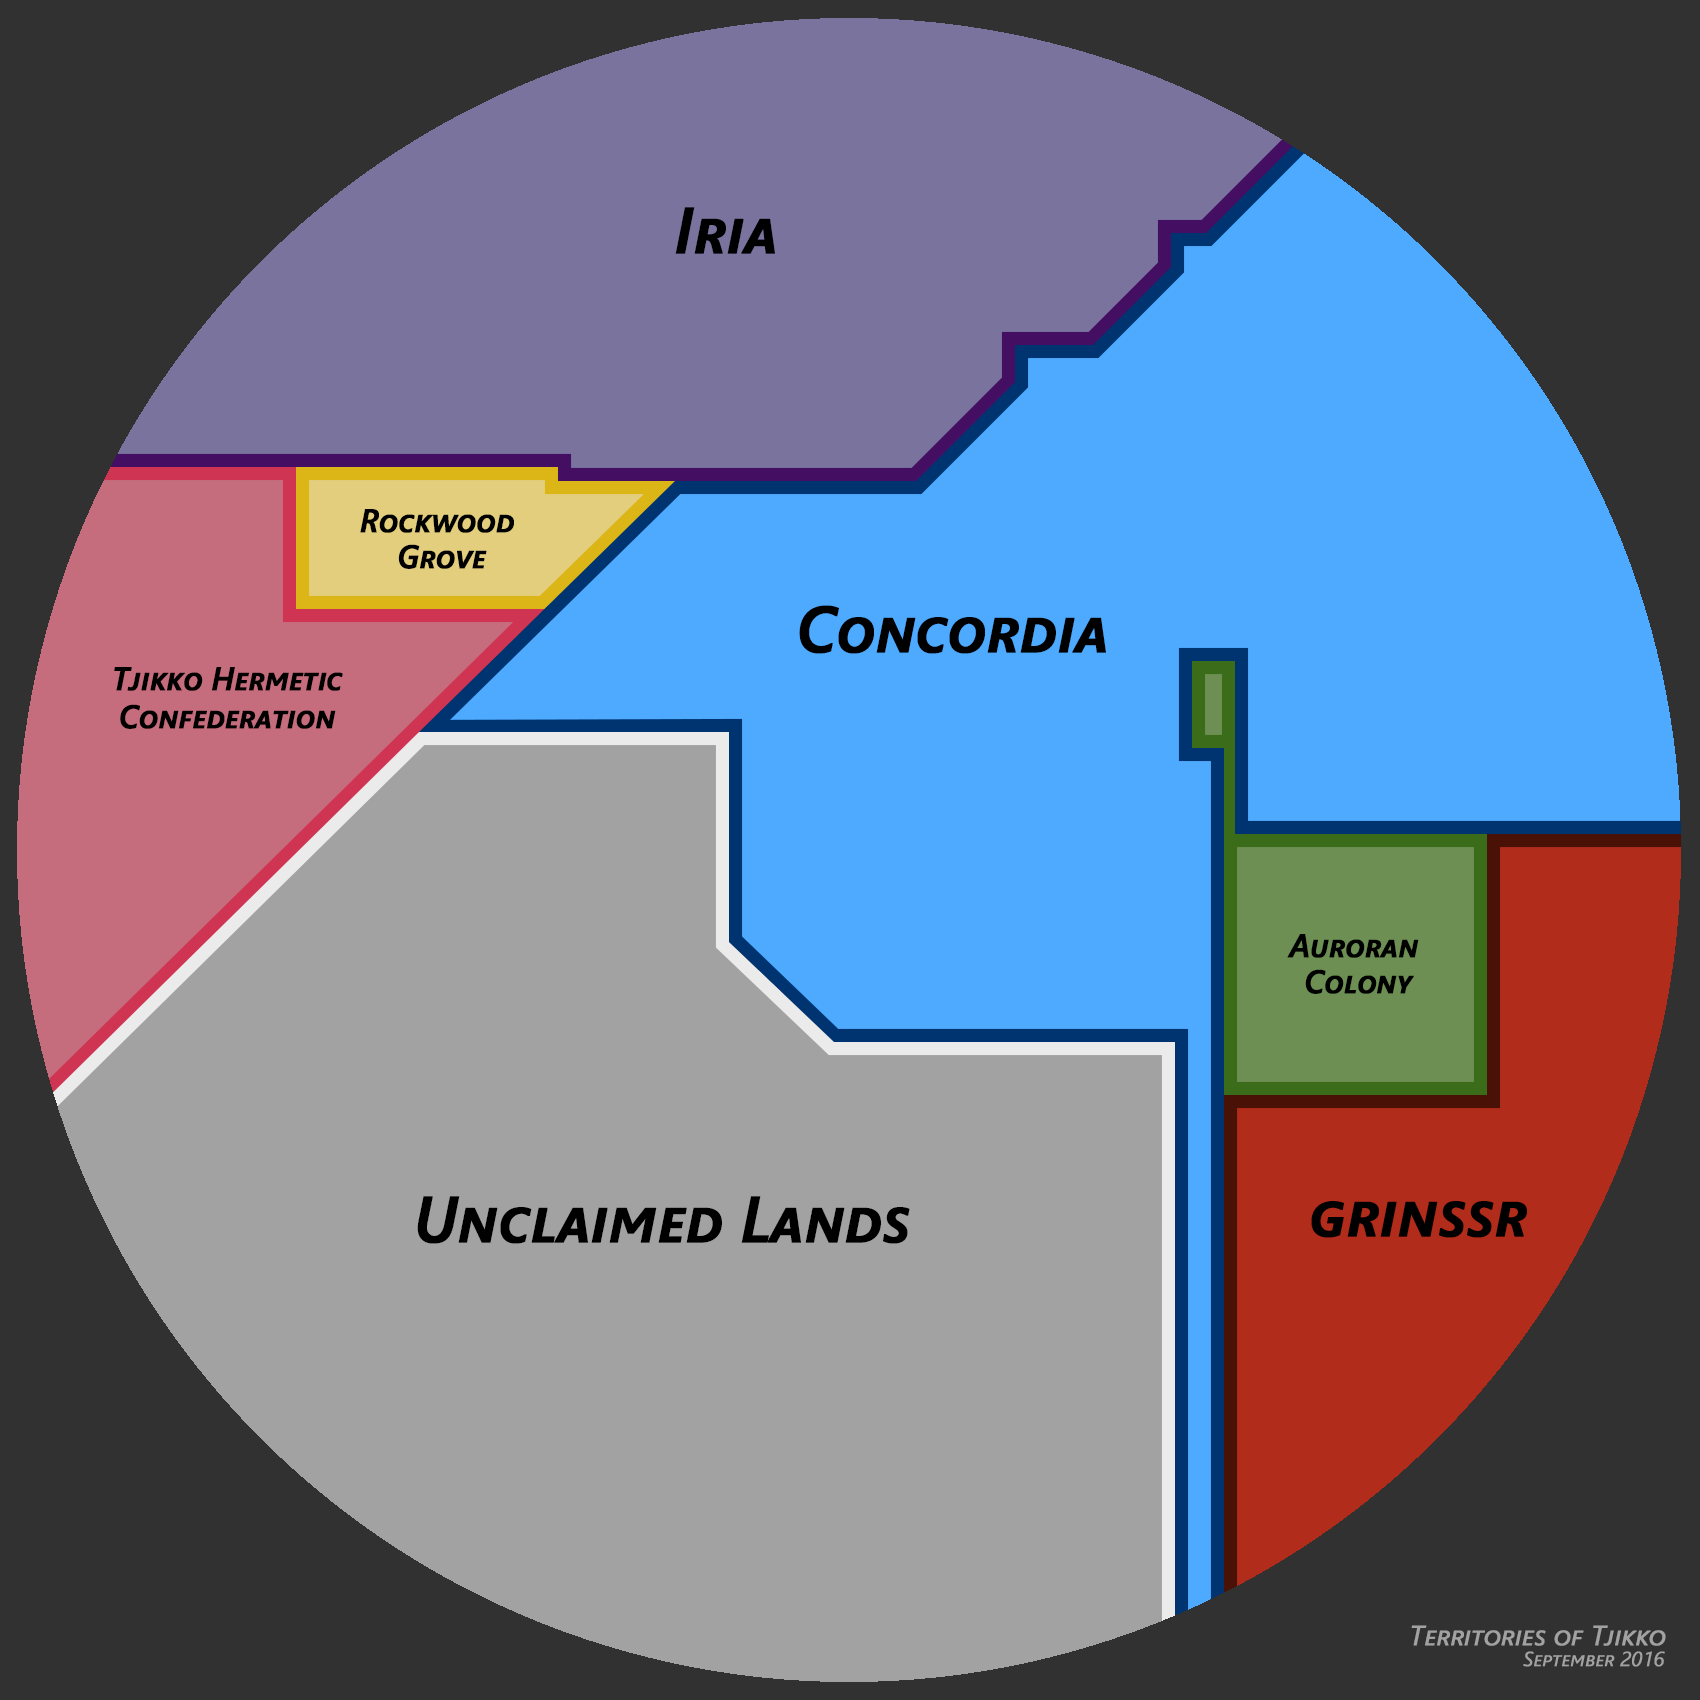 Iria
Rockwood
Grove
Concordia
Tjikko Hermetic
Confederation
Auroran
Colony
Unclaimed Lands
GRINSSR
Territories of Tjikko
September 2016